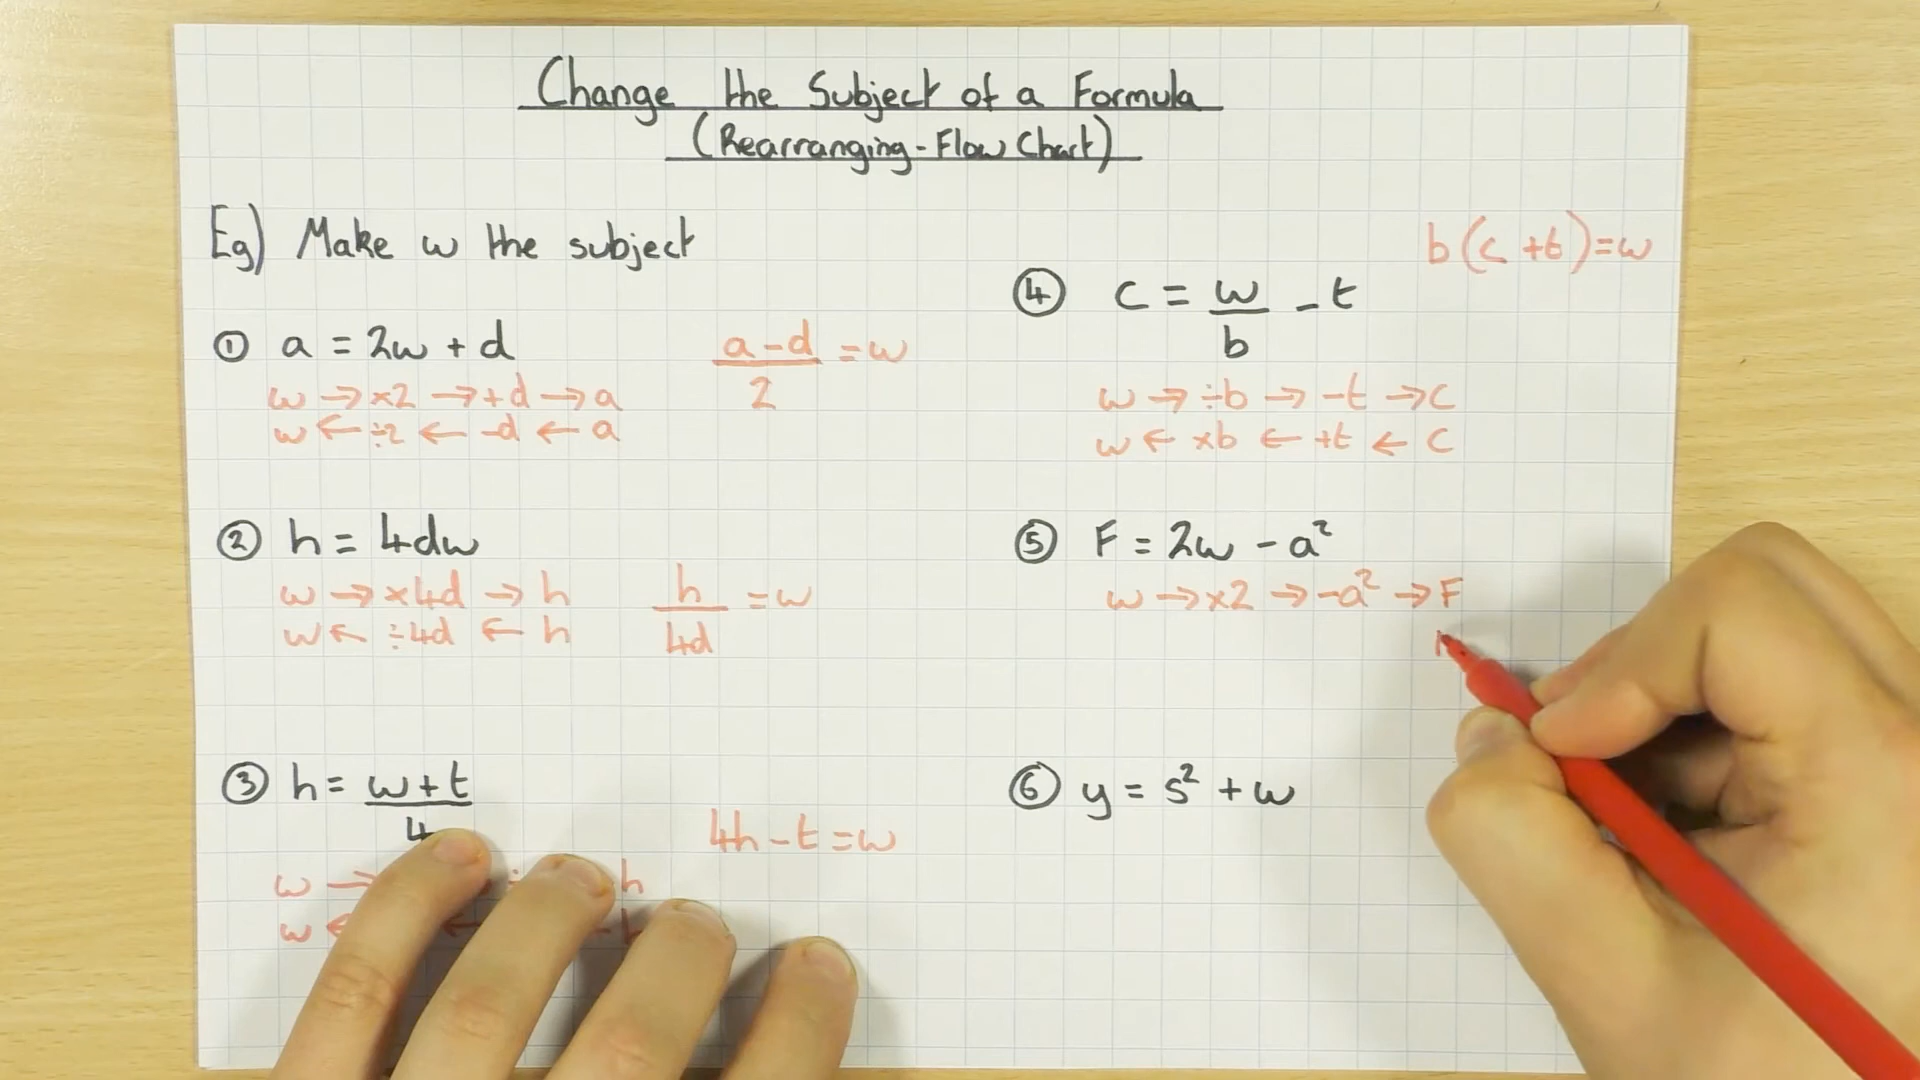 Change the Subject of a Formula
(Rearranging - Flow Chart)
Eg) Make w the subject
① a = 2w + d
w → ×2 → +d → a
w ← ÷2 ← -d ← a
a - d
2
= w
② h = 4dw
w → ×4d → h
w ← ÷4d ← h
h
4d
= w
③ h = w + t
4
w →
h
w ←
←
4h - t = w
b(c + t) = w
④ c = w - t
b
w → ÷b → -t → c
w ← ×b ← +t ← c
⑤ F = 2w - a²
w → ×2 → -a² → F
⑥ y = s² + w